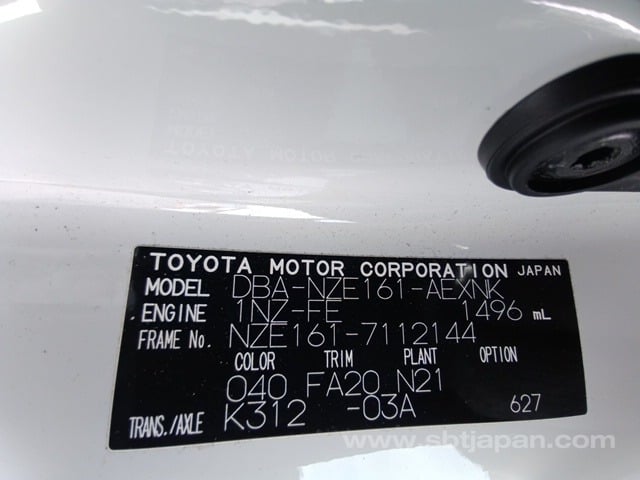 TOYOTA MOTOR CORPORATION JAPAN
MODEL DBA-NZE161-AEXNK
ENGINE 1NZ-FE 1496 mL
FRAME No. NZE161-7112144
COLOR TRIM PLANT OPTION
040 FA20 N21
TRANS./AXLE K312 -03A 627
www.sbtjapan.com